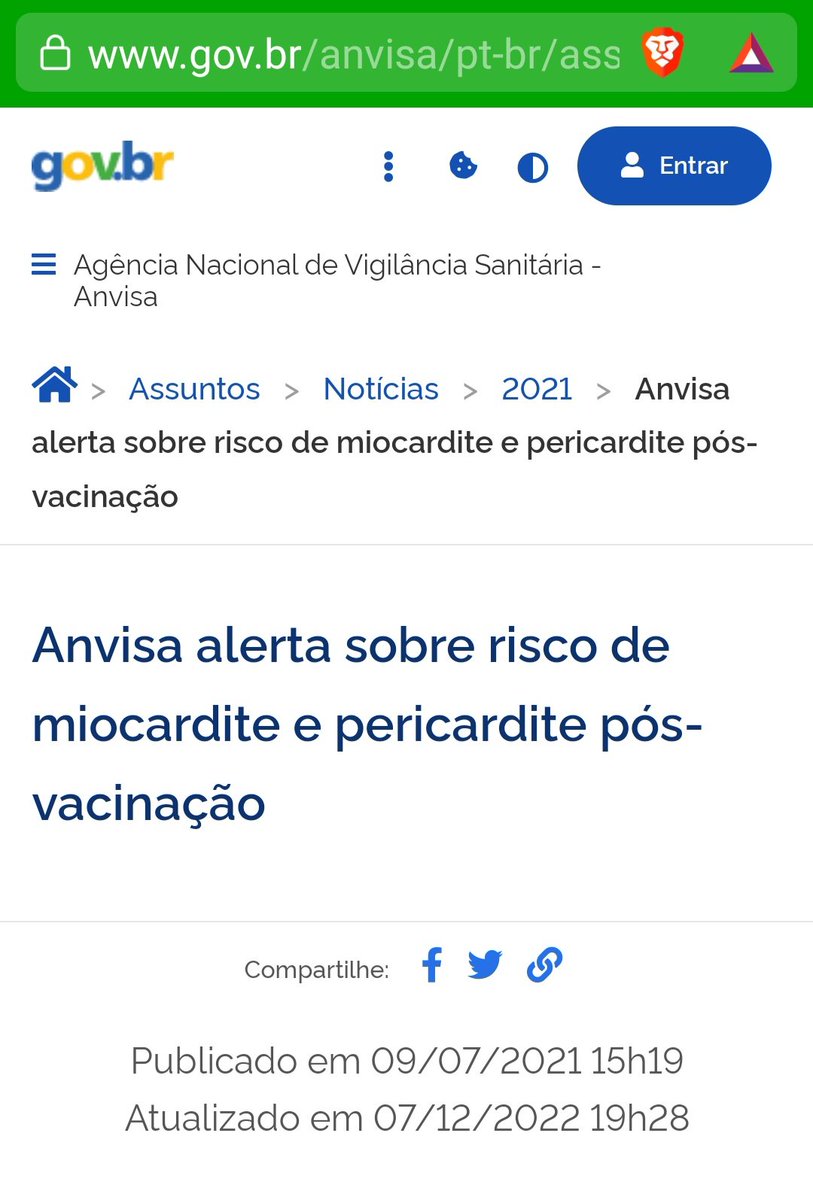 www.gov.br/anvisa/pt-br/ass
gov.br
Entrar
Agência Nacional de Vigilância Sanitária -
Anvisa
> Assuntos > Notícias > 2021 > Anvisa
alerta sobre risco de miocardite e pericardite pós-
vacinação
Anvisa alerta sobre risco de
miocardite e pericardite pós-
vacinação
Compartilhe:
Publicado em 09/07/2021 15h19
Atualizado em 07/12/2022 19h28